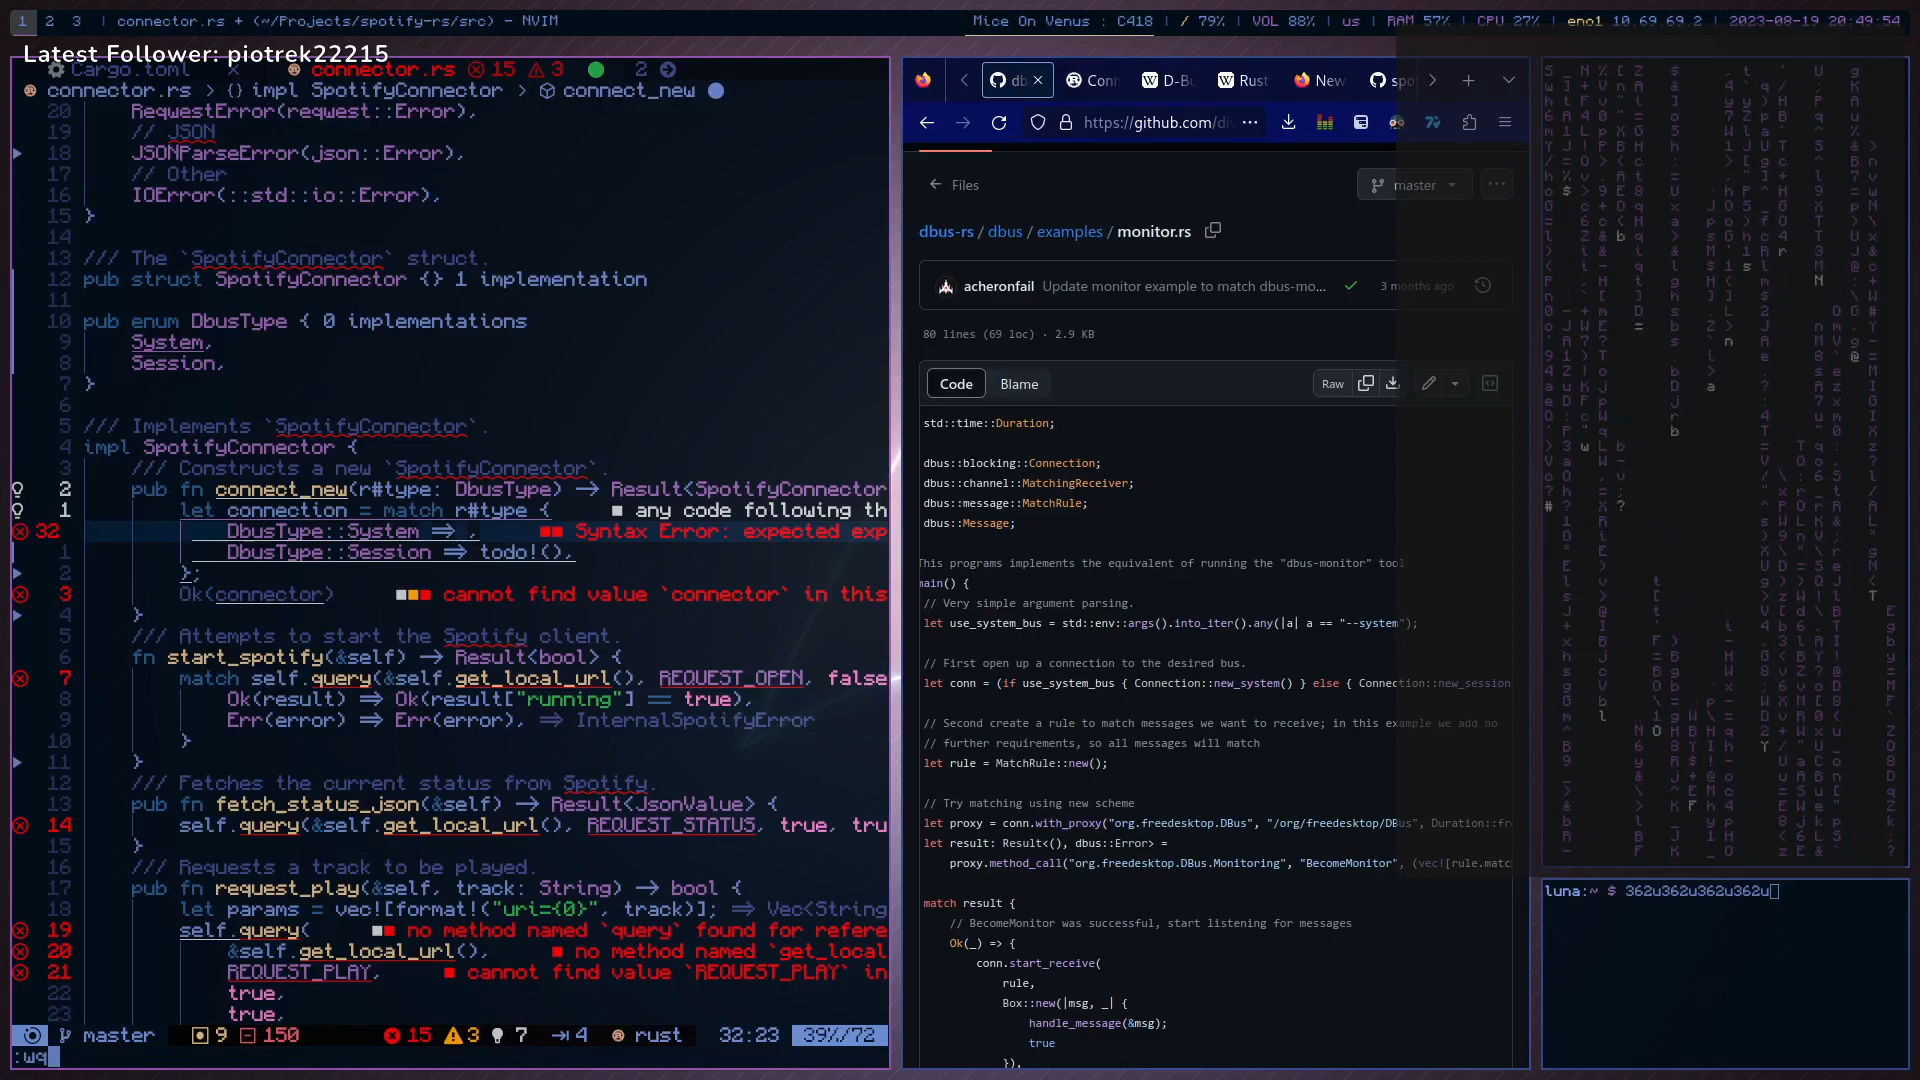 1 2 3 | connector.rs + (~/Projects/spotify-rs/src) - NVIM
Mice On Venus : C418 | / 79% | VOL 88% | us | RAM 57% | CPU 27% | eno1 10.69.69.2 | 2023-08-19 20:49:54
Latest Follower: piotrek22215
Cargo.toml × connector.rs 15 3 2
connector.rs > {} impl SpotifyConnector > connect_new
20 RequestError(reqwest::Error),
19 // JSON
18 JSONParseError(json::Error),
17 // Other
16 IOError(::std::io::Error),
15 }
14
13 /// The `SpotifyConnector` struct.
12 pub struct SpotifyConnector {} 1 implementation
11
10 pub enum DbusType { 0 implementations
9 System,
8 Session,
7 }
6
5 /// Implements `SpotifyConnector`.
4 impl SpotifyConnector {
3 /// Constructs a new `SpotifyConnector`.
2 pub fn connect_new(r#type: DbusType) -> Result<SpotifyConnector
1 let connection = match r#type { ■ any code following th
32 DbusType::System => , ■■ Syntax Error: expected exp
1 DbusType::Session => todo!(),
2 };
3 Ok(connector) ■■■ cannot find value `connector` in this
4 }
5 /// Attempts to start the Spotify client.
6 fn start_spotify(&self) -> Result<bool> {
7 match self.query(&self.get_local_url(), REQUEST_OPEN, false
8 Ok(result) => Ok(result["running"] == true),
9 Err(error) => Err(error), => InternalSpotifyError
10 }
11 }
12 /// Fetches the current status from Spotify.
13 pub fn fetch_status_json(&self) -> Result<JsonValue> {
14 self.query(&self.get_local_url(), REQUEST_STATUS, true, tru
15 }
16 /// Requests a track to be played.
17 pub fn request_play(&self, track: String) -> bool {
18 let params = vec![format!("uri={0}", track)]; => Vec<String
19 self.query( ■■ no method named `query` found for refere
20 &self.get_local_url(), ■ no method named `get_local
21 REQUEST_PLAY, ■ cannot find value `REQUEST_PLAY` in
22 true,
23 true,
master 9 150 15 3 7 4 rust 32:23 39%/72
:wq
db × Conn D-Bu Rust New spo
https://github.com/di
Files
master
dbus-rs / dbus / examples / monitor.rs
acheronfail Update monitor example to match dbus-mo... 3 months ago
80 lines (69 loc) · 2.9 KB
Code Blame Raw
std::time::Duration;
dbus::blocking::Connection;
dbus::channel::MatchingReceiver;
dbus::message::MatchRule;
dbus::Message;
This programs implements the equivalent of running the "dbus-monitor" tool
main() {
// Very simple argument parsing.
let use_system_bus = std::env::args().into_iter().any(|a| a == "--system");
// First open up a connection to the desired bus.
let conn = (if use_system_bus { Connection::new_system() } else { Connection::new_session
// Second create a rule to match messages we want to receive; in this example we add no
// further requirements, so all messages will match
let rule = MatchRule::new();
// Try matching using new scheme
let proxy = conn.with_proxy("org.freedesktop.DBus", "/org/freedesktop/DBus", Duration::fr
let result: Result<(), dbus::Error> =
proxy.method_call("org.freedesktop.DBus.Monitoring", "BecomeMonitor", (vec![rule.matc
match result {
// BecomeMonitor was successful, start listening for messages
Ok(_) => {
conn.start_receive(
rule,
Box::new(|msg, _| {
handle_message(&msg);
true
}),
luna:~ $ 362u362u362u362u